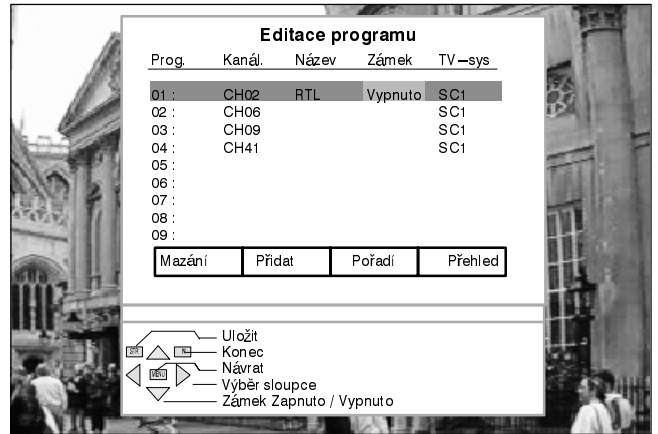 Editace programu
Prog. Kanál. Název Zámek TV—sys
01 : CH02 RTL Vypnuto SC1
02 : CH06 SC1
03 : CH09 SC1
04 : CH41 SC1
05 :
06 :
07 :
08 :
09 :
Mazání Přidat Pořadí Přehled
Uložit
STR Konec
Návrat
MENU
Výběr sloupce
Zámek Zapnuto / Vypnuto